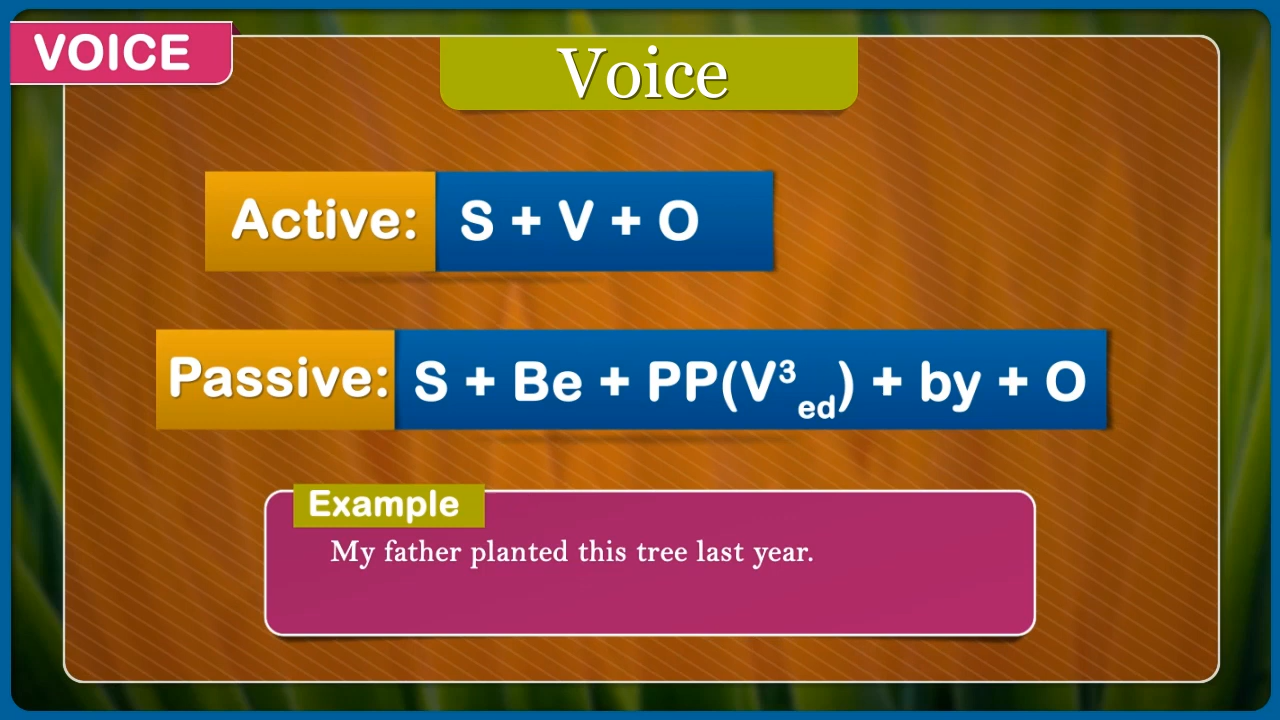 VOICE
Voice
Active: S + V + O
Passive: S + Be + PP(V³ed) + by + O
Example
My father planted this tree last year.